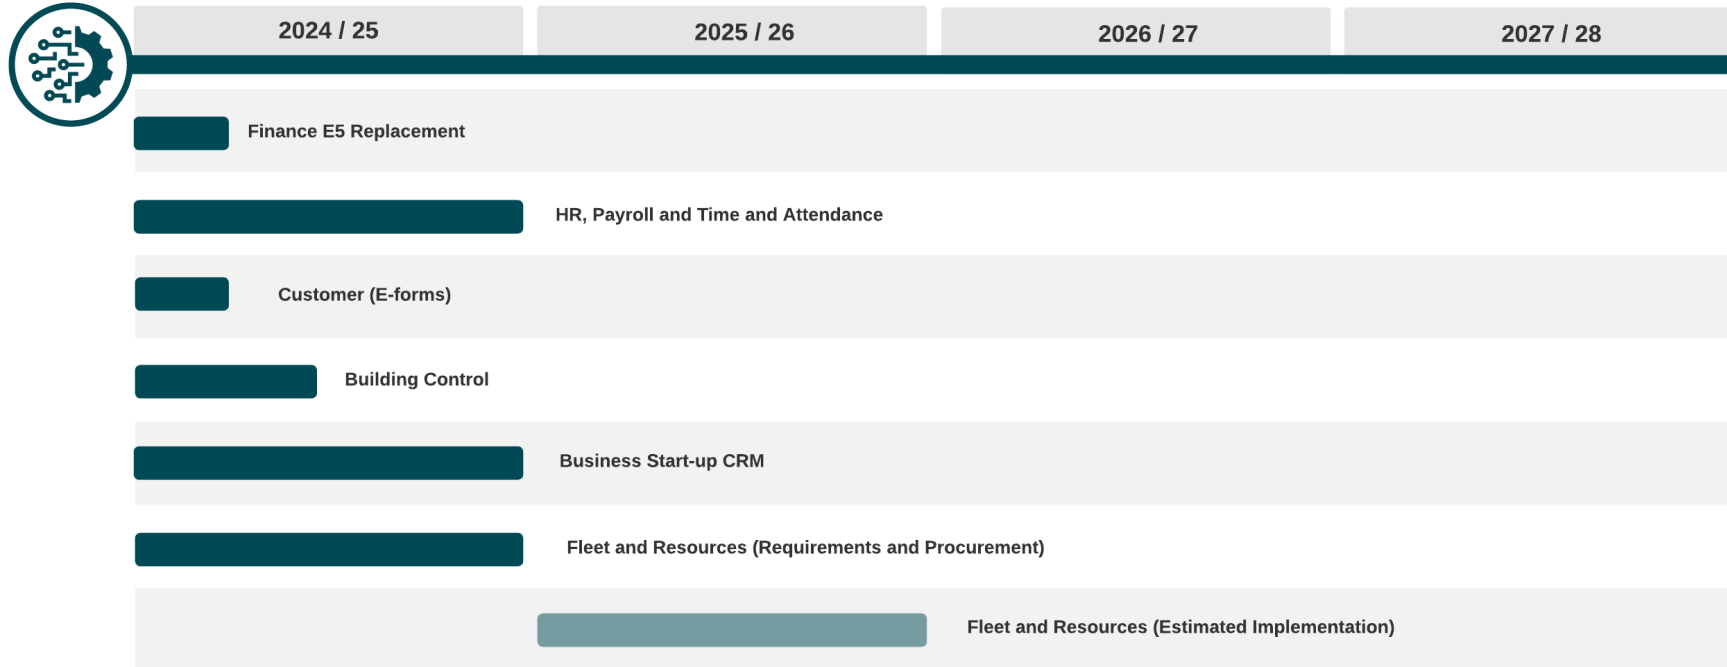 2024 / 25
2025 / 26
2026 / 27
2027 / 28
Finance E5 Replacement
HR, Payroll and Time and Attendance
Customer (E-forms)
Building Control
Business Start-up CRM
Fleet and Resources (Requirements and Procurement)
Fleet and Resources (Estimated Implementation)